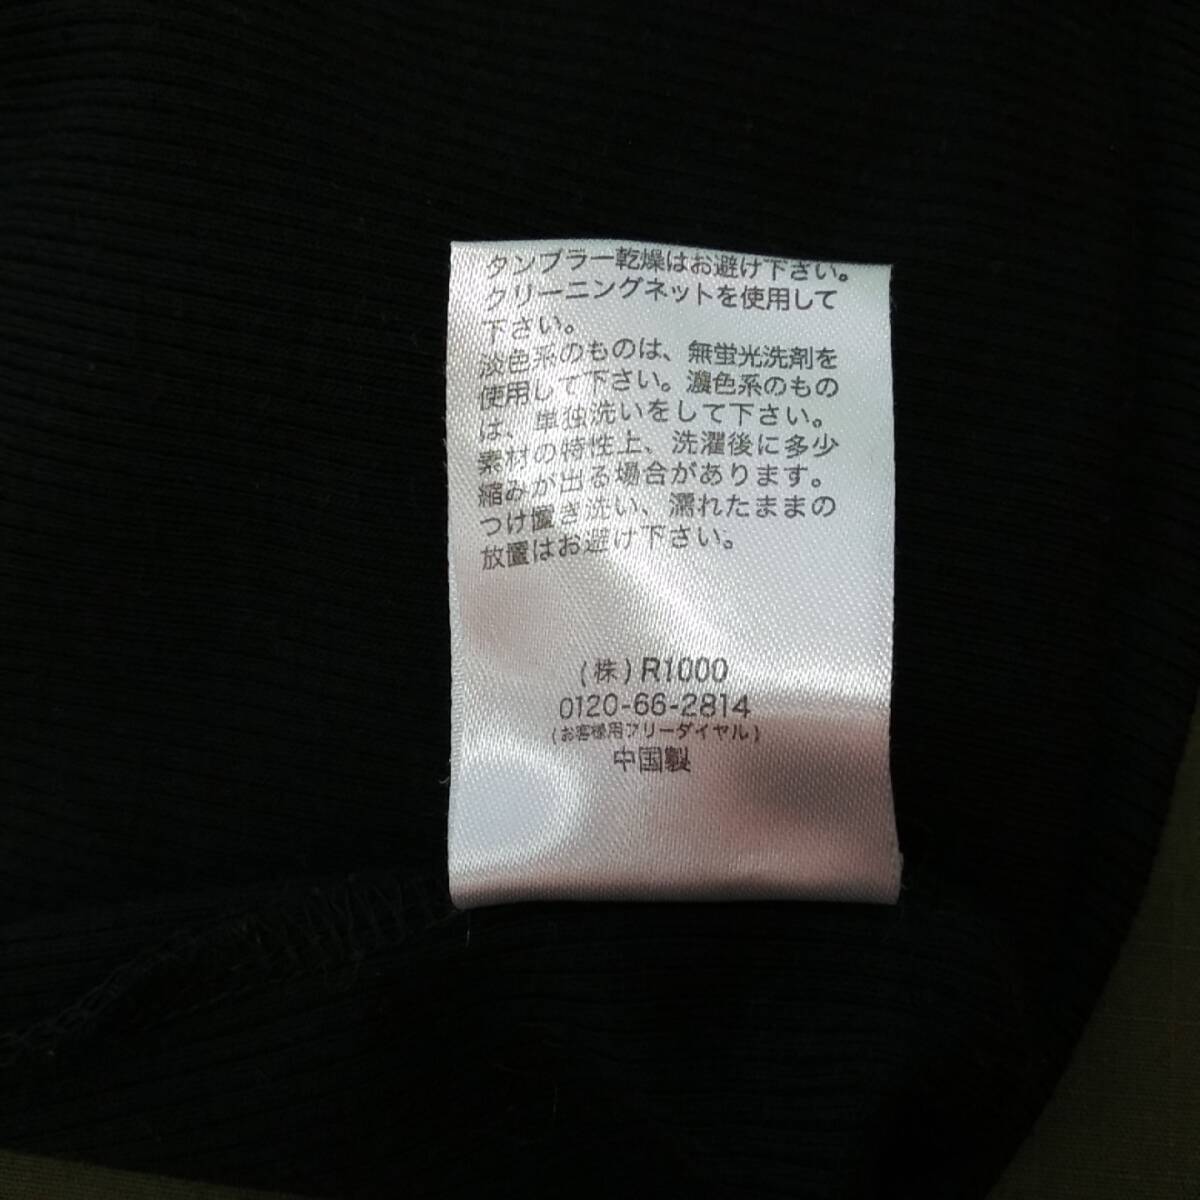 タンブラー乾燥はお避け下さい。
クリーニングネットを使用して
下さい。
淡色系のものは、無蛍光洗剤を
使用して下さい。濃色系のもの
は、単独洗いをして下さい。
素材の特性上、洗濯後に多少
縮みが出る場合があります。
つけ置き洗い、濡れたままの
放置はお避け下さい。
(株)R1000
0120-66-2814
(お客様用フリーダイヤル)
中国製